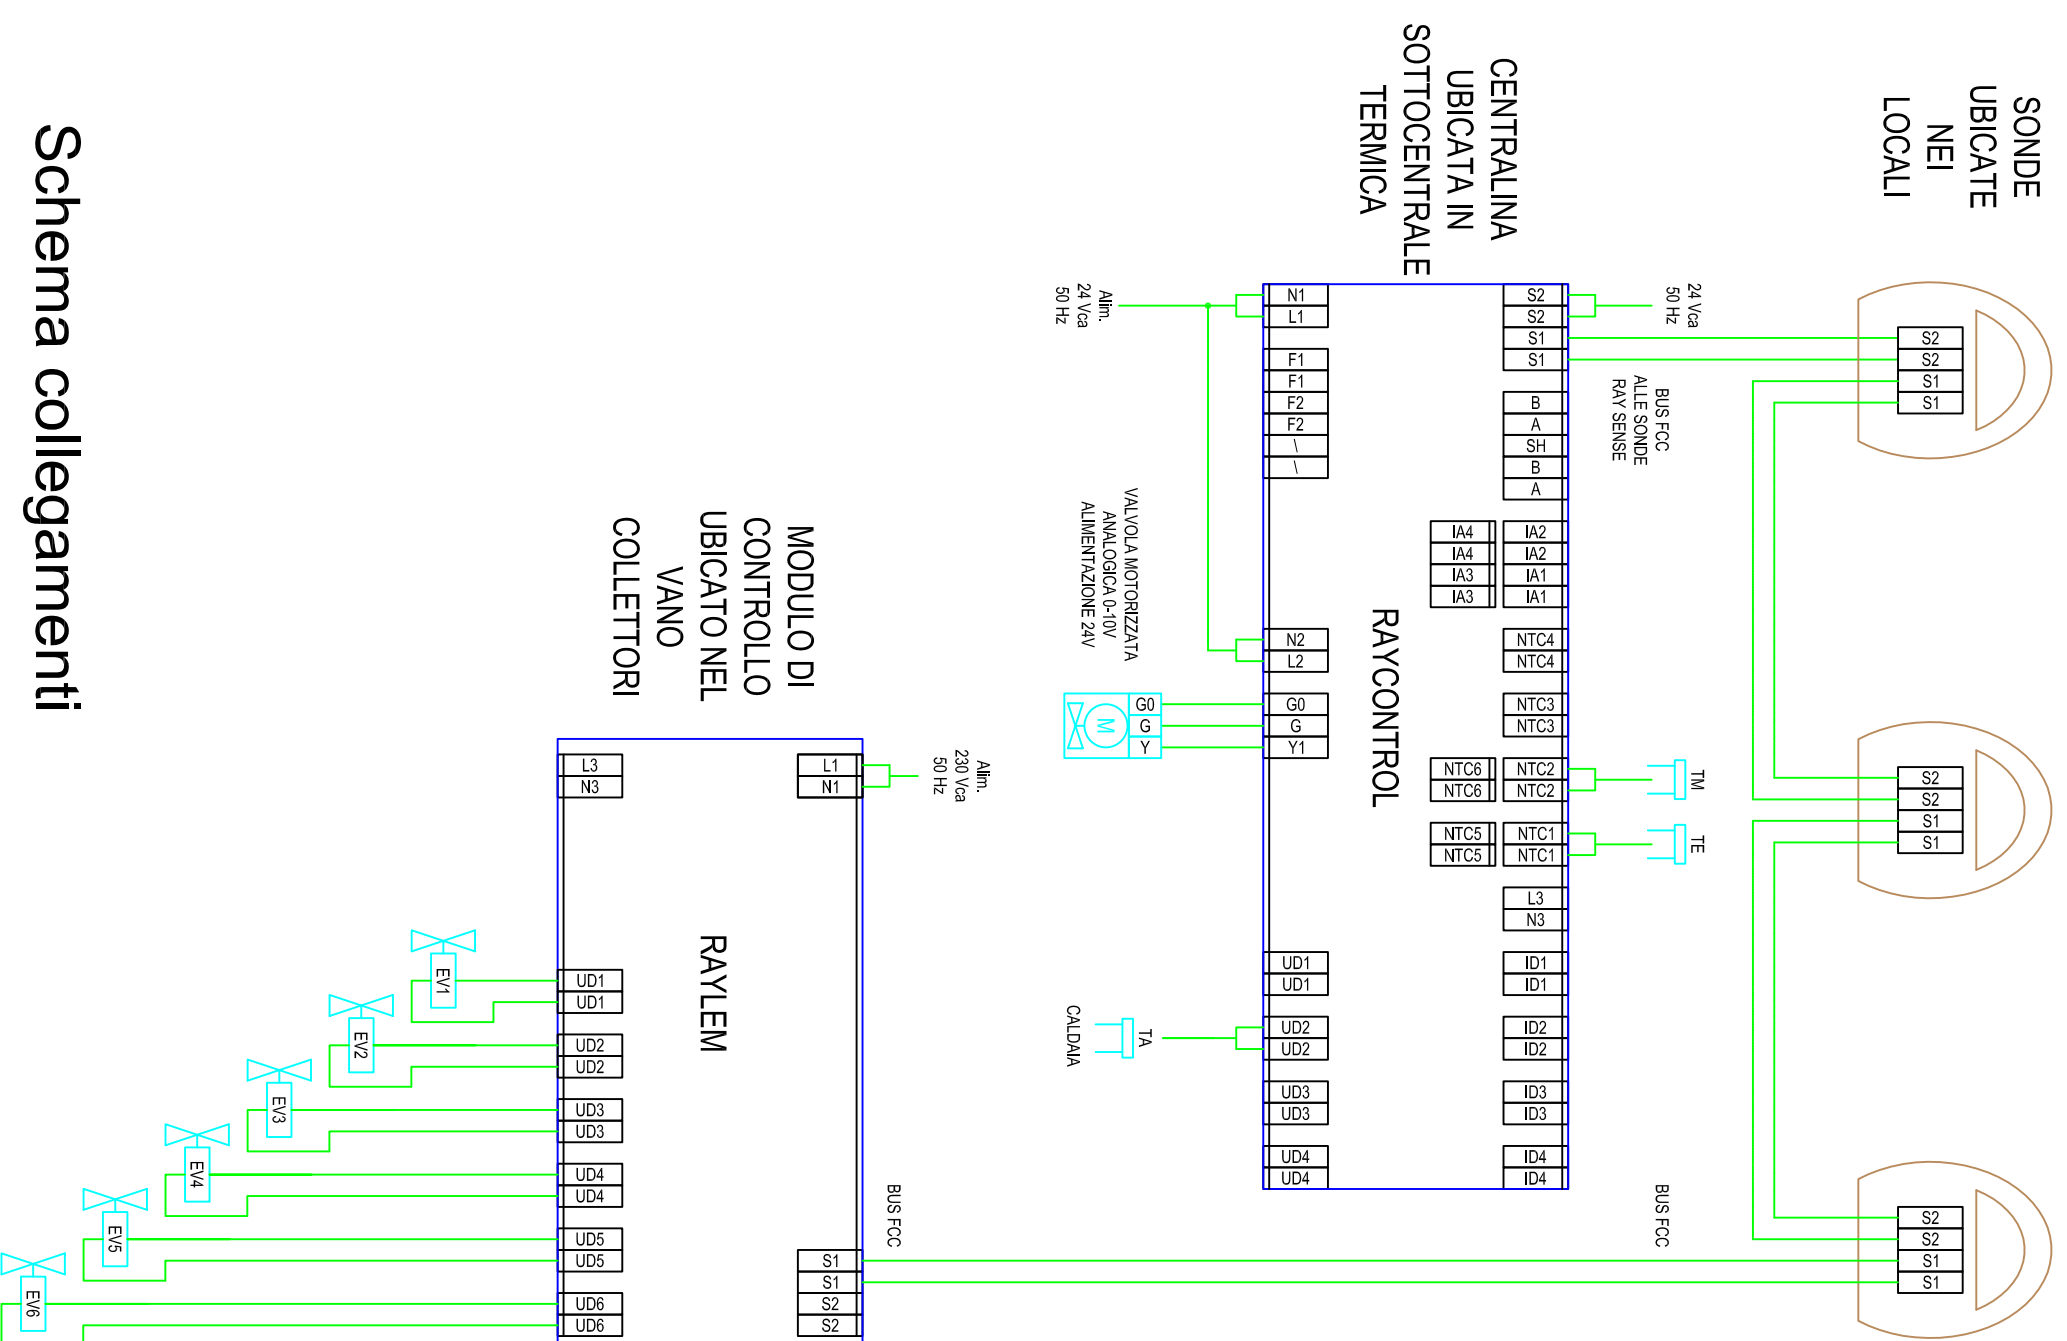 SONDE
UBICATE
NEI
LOCALI
S2
S2
S1
S1
S2
S2
S1
S1
S2
S2
S1
S1
24 Vca
50 Hz
BUS FCC
ALLE SONDE
RAY SENSE
TM
TE
BUS FCC
CENTRALINA
UBICATA IN
SOTTOCENTRALE
TERMICA
S2
S2
S1
S1
B
A
SH
B
A
IA2
IA2
IA1
IA1
NTC4
NTC4
NTC3
NTC3
NTC2
NTC2
NTC1
NTC1
L3
N3
ID1
ID1
ID2
ID2
ID3
ID3
ID4
ID4
IA4
IA4
IA3
IA3
NTC6
NTC6
NTC5
NTC5
RAYCONTROL
N1
L1
F1
F1
F2
F2
\
\
N2
L2
G0
G
Y1
UD1
UD1
UD2
UD2
UD3
UD3
UD4
UD4
Alim.
24 Vca
50 Hz
VALVOLA MOTORIZZATA
ANALOGICA 0-10V
ALIMENTAZIONE 24V
G0
G
Y
M
TA
CALDAIA
MODULO DI
CONTROLLO
UBICATO NEL
VANO
COLLETTORI
Alim.
230 Vca
50 Hz
BUS FCC
L1
N1
S1
S1
S2
S2
RAYLEM
L3
N3
UD1
UD1
UD2
UD2
UD3
UD3
UD4
UD4
UD5
UD5
UD6
UD6
EV1
EV2
EV3
EV4
EV5
EV6
Schema collegamenti